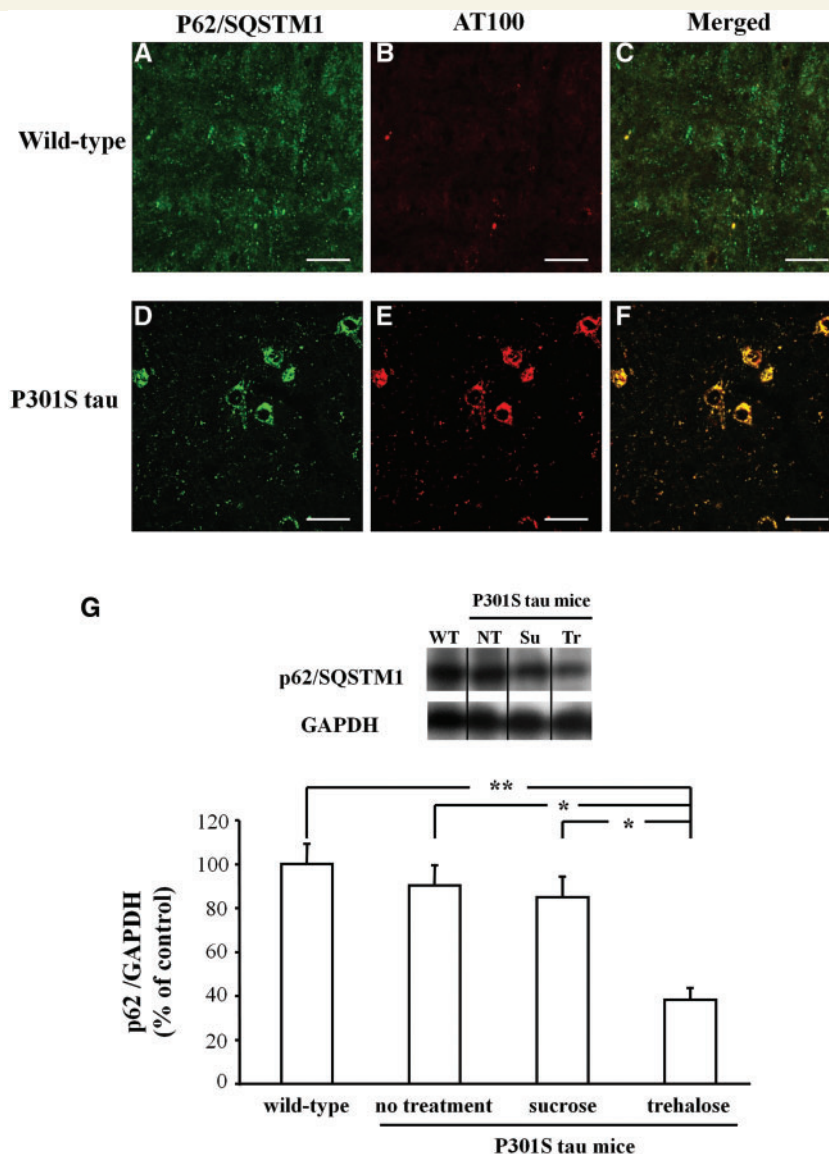 P62/SQSTM1 AT100 Merged
A B C
Wild-type
D E F
P301S tau
G
P301S tau mice
WT NT Su Tr
p62/SQSTM1
GAPDH
**
*
*
p62 /GAPDH
(% of control)
120
100
80
60
40
20
0
wild-type no treatment sucrose trehalose
P301S tau mice